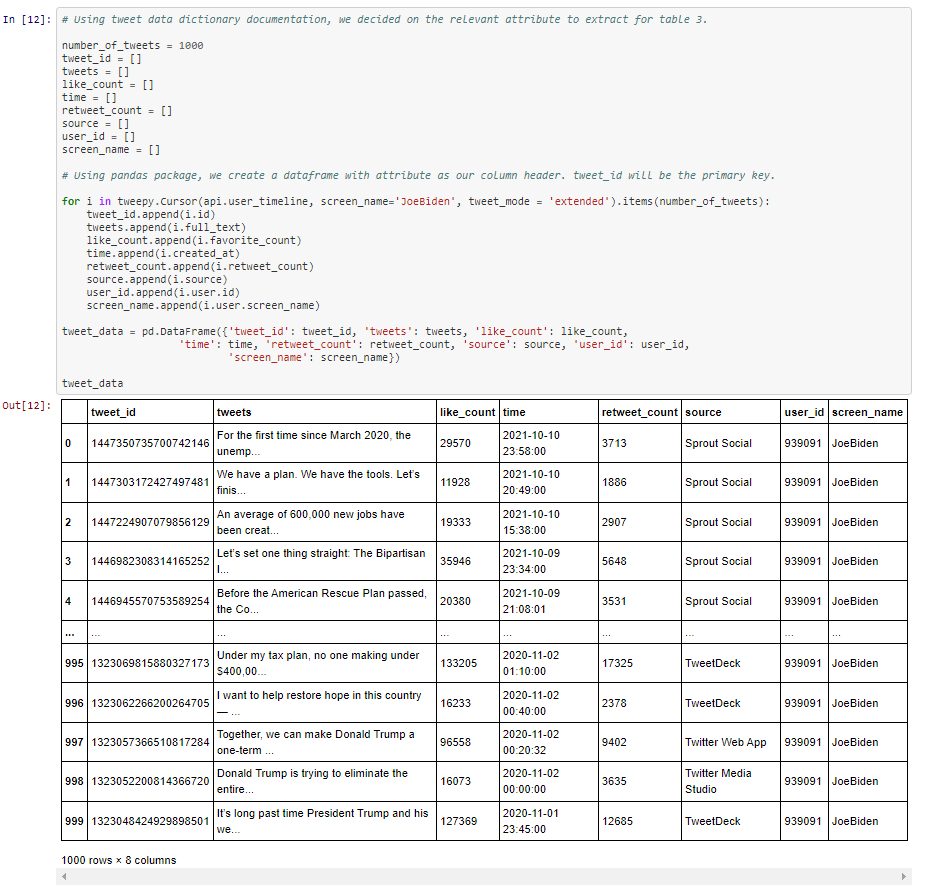 In [12]: # Using tweet data dictionary documentation, we decided on the relevant attribute to extract for table 3.
number_of_tweets = 1000
tweet_id = []
tweets = []
like_count = []
time = []
retweet_count = []
source = []
user_id = []
screen_name = []
# Using pandas package, we create a dataframe with attribute as our column header. tweet_id will be the primary key.
for i in tweepy.Cursor(api.user_timeline, screen_name='JoeBiden', tweet_mode = 'extended').items(number_of_tweets):
    tweet_id.append(i.id)
    tweets.append(i.full_text)
    like_count.append(i.favorite_count)
    time.append(i.created_at)
    retweet_count.append(i.retweet_count)
    source.append(i.source)
    user_id.append(i.user.id)
    screen_name.append(i.user.screen_name)
tweet_data = pd.DataFrame({'tweet_id': tweet_id, 'tweets': tweets, 'like_count': like_count,
                  'time': time, 'retweet_count': retweet_count, 'source': source, 'user_id': user_id,
                         'screen_name': screen_name})
tweet_data
Out[12]:
tweet_id tweets like_count time retweet_count source user_id screen_name
0 1447350735700742146 For the first time since March 2020, the unemp... 29570 2021-10-10 23:58:00 3713 Sprout Social 939091 JoeBiden
1 1447303172427497481 We have a plan. We have the tools. Let's finis... 11928 2021-10-10 20:49:00 1886 Sprout Social 939091 JoeBiden
2 1447224907079856129 An average of 600,000 new jobs have been creat... 19333 2021-10-10 15:38:00 2907 Sprout Social 939091 JoeBiden
3 1446982308314165252 Let's set one thing straight: The Bipartisan I... 35946 2021-10-09 23:34:00 5648 Sprout Social 939091 JoeBiden
4 1446945570753589254 Before the American Rescue Plan passed, the Co... 20380 2021-10-09 21:08:01 3531 Sprout Social 939091 JoeBiden
... ... ... ... ... ... ... ... ...
995 1323069815880327173 Under my tax plan, no one making under $400,00... 133205 2020-11-02 01:10:00 17325 TweetDeck 939091 JoeBiden
996 1323062266200264705 I want to help restore hope in this country — ... 16233 2020-11-02 00:40:00 2378 TweetDeck 939091 JoeBiden
997 1323057366510817284 Together, we can make Donald Trump a one-term ... 96558 2020-11-02 00:20:32 9402 Twitter Web App 939091 JoeBiden
998 1323052200814366720 Donald Trump is trying to eliminate the entire... 16073 2020-11-02 00:00:00 3635 Twitter Media Studio 939091 JoeBiden
999 1323048424929898501 It's long past time President Trump and his we... 127369 2020-11-01 23:45:00 12685 TweetDeck 939091 JoeBiden
1000 rows × 8 columns